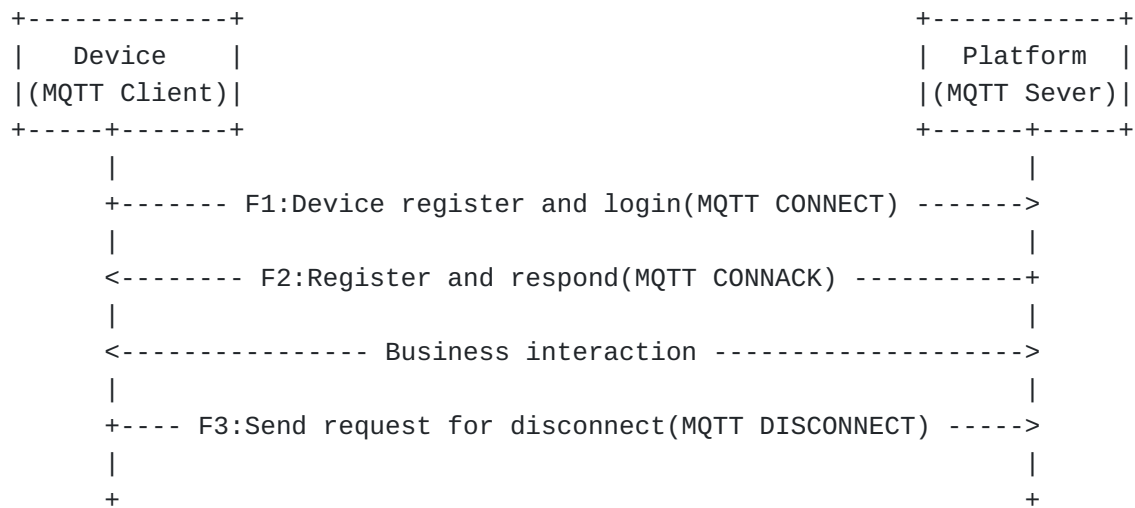 Device Platform
(MQTT Client) (MQTT Sever)
F1:Device register and login(MQTT CONNECT)
F2:Register and respond(MQTT CONNACK)
Business interaction
F3:Send request for disconnect(MQTT DISCONNECT)